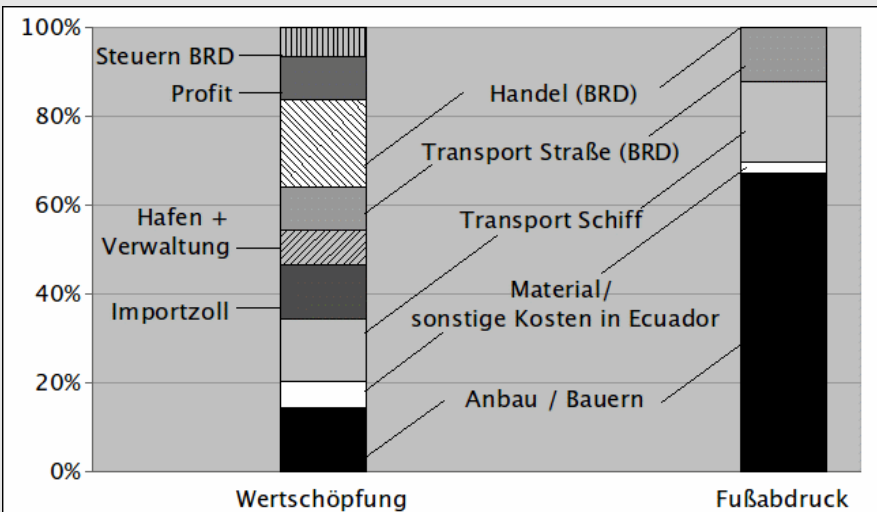 100%
Steuern BRD
Profit
Handel (BRD)
80%
Transport Straße (BRD)
60%
Hafen +
Verwaltung
Transport Schiff
40%
Importzoll
Material/
sonstige Kosten in Ecuador
20%
Anbau / Bauern
0%
Wertschöpfung
Fußabdruck